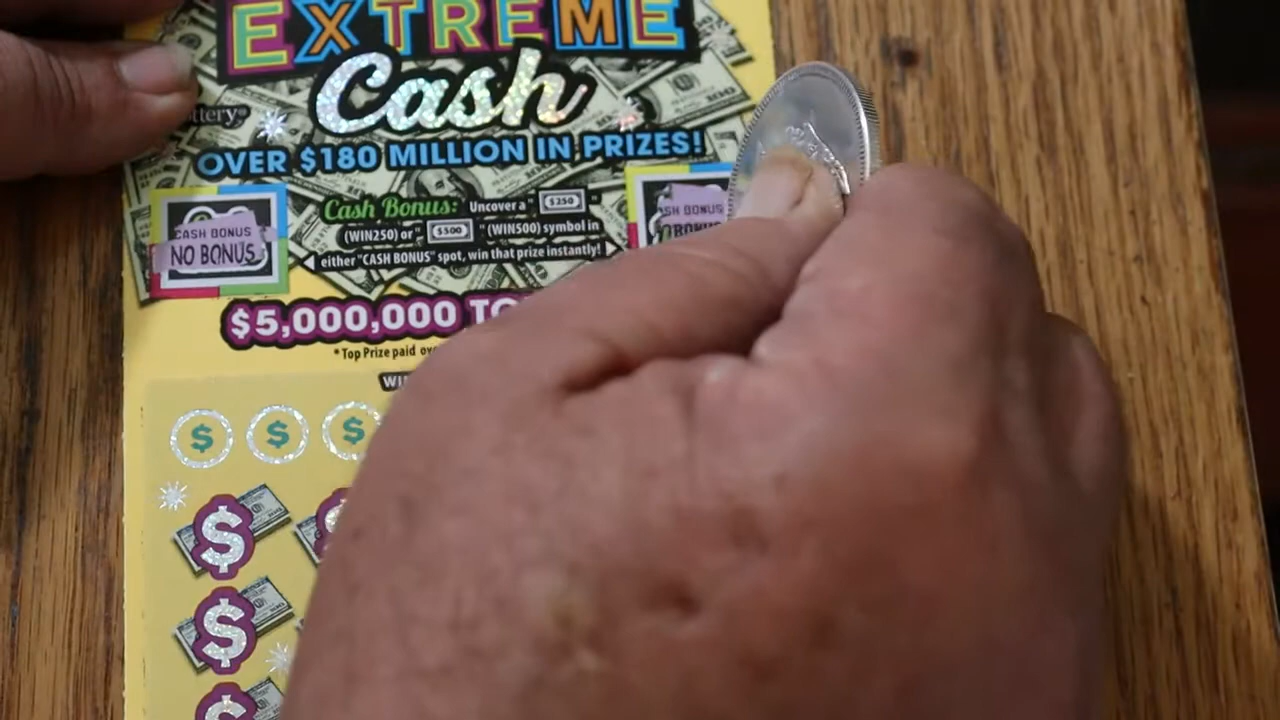 EXTREME
Cash
ttery®
OVER $180 MILLION IN PRIZES!
Cash Bonus: Uncover a " $250 "
(WIN250) or " $500 " (WIN500) symbol in
either "CASH BONUS" spot, win that prize instantly!
CASH BONUS
NO BONUS
SH BONUS
$5,000,000 TO
*Top Prize paid ove
WI
$ $ $
$
$
$